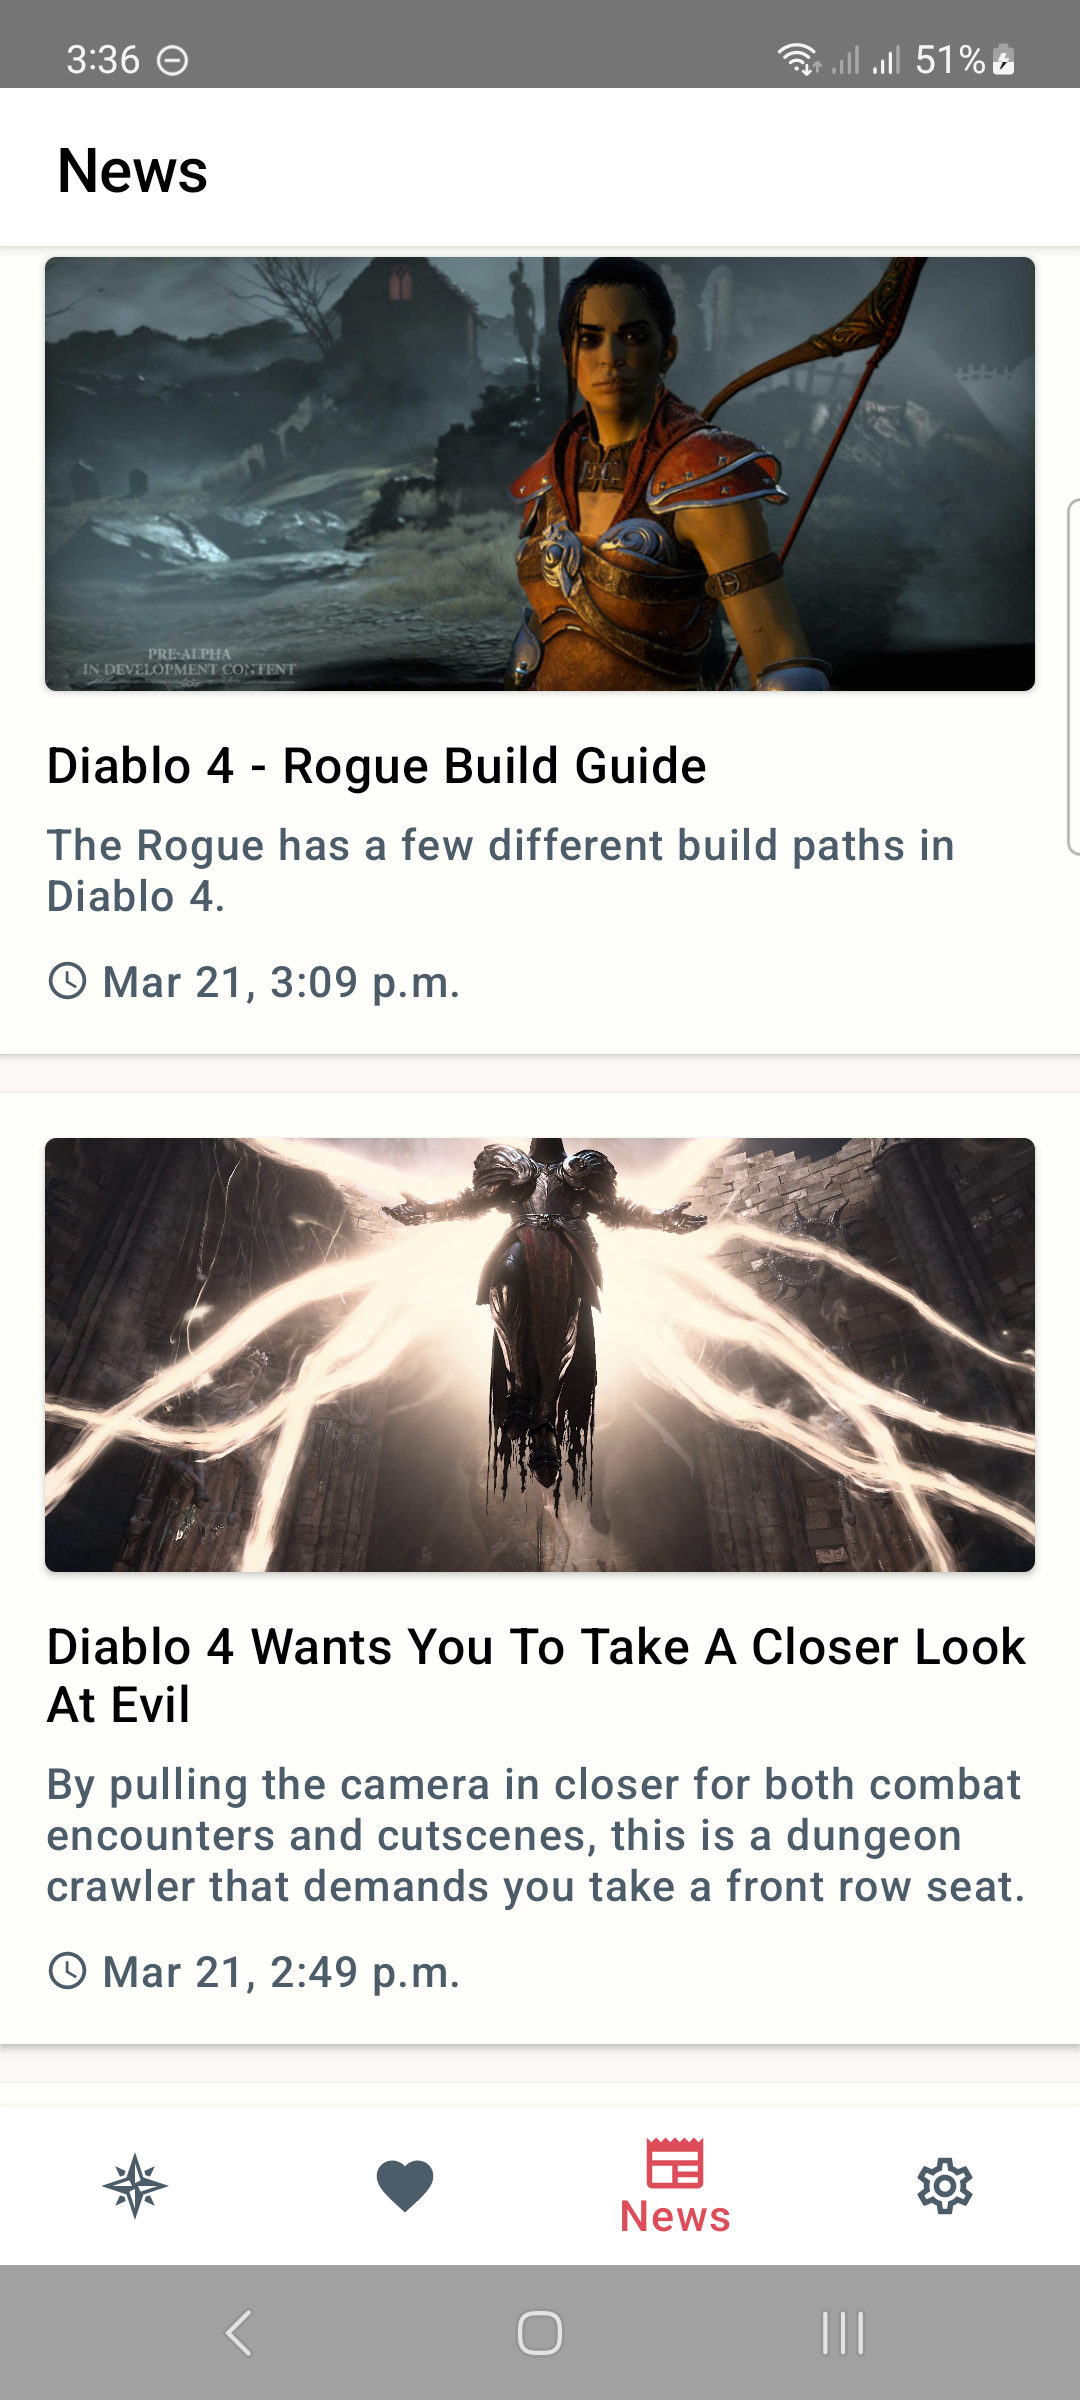 3:36
51%
News
PRE-ALPHA
IN DEVELOPMENT CONTENT
Diablo 4 - Rogue Build Guide
The Rogue has a few different build paths in
Diablo 4.
Mar 21, 3:09 p.m.
Diablo 4 Wants You To Take A Closer Look
At Evil
By pulling the camera in closer for both combat
encounters and cutscenes, this is a dungeon
crawler that demands you take a front row seat.
Mar 21, 2:49 p.m.
News